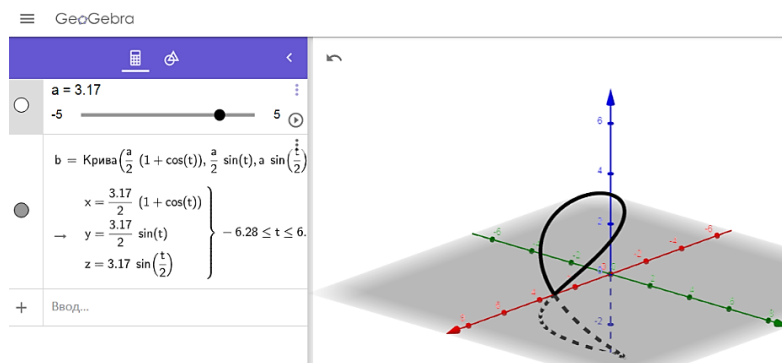 GeoGebra
a = 3.17
-5 5
b = Крива(a/2 (1 + cos(t)), a/2 sin(t), a sin(t/2)
x = 3.17/2 (1 + cos(t))
→ y = 3.17/2 sin(t) } − 6.28 ≤ t ≤ 6.
z = 3.17 sin(t/2)
+ Ввод...
6
4
2
-2